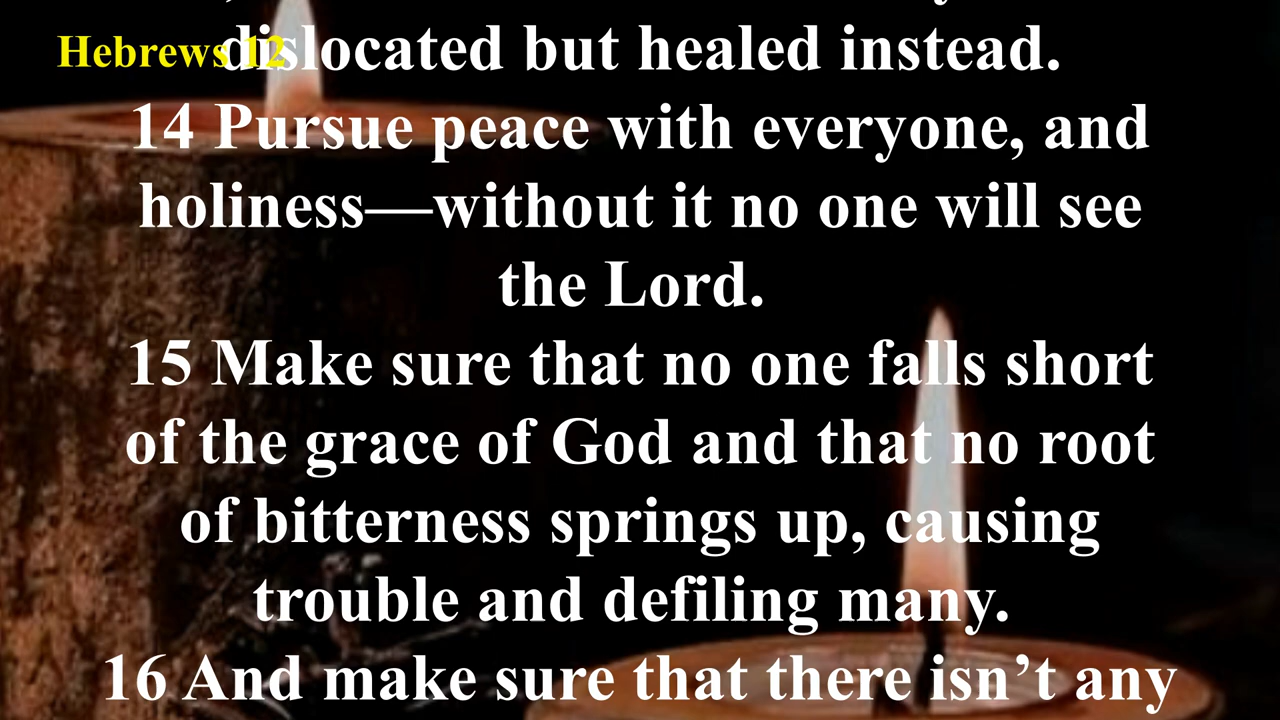 Hebrews 12
dislocated but healed instead.
14 Pursue peace with everyone, and
holiness—without it no one will see
the Lord.
15 Make sure that no one falls short
of the grace of God and that no root
of bitterness springs up, causing
trouble and defiling many.
16 And make sure that there isn’t any